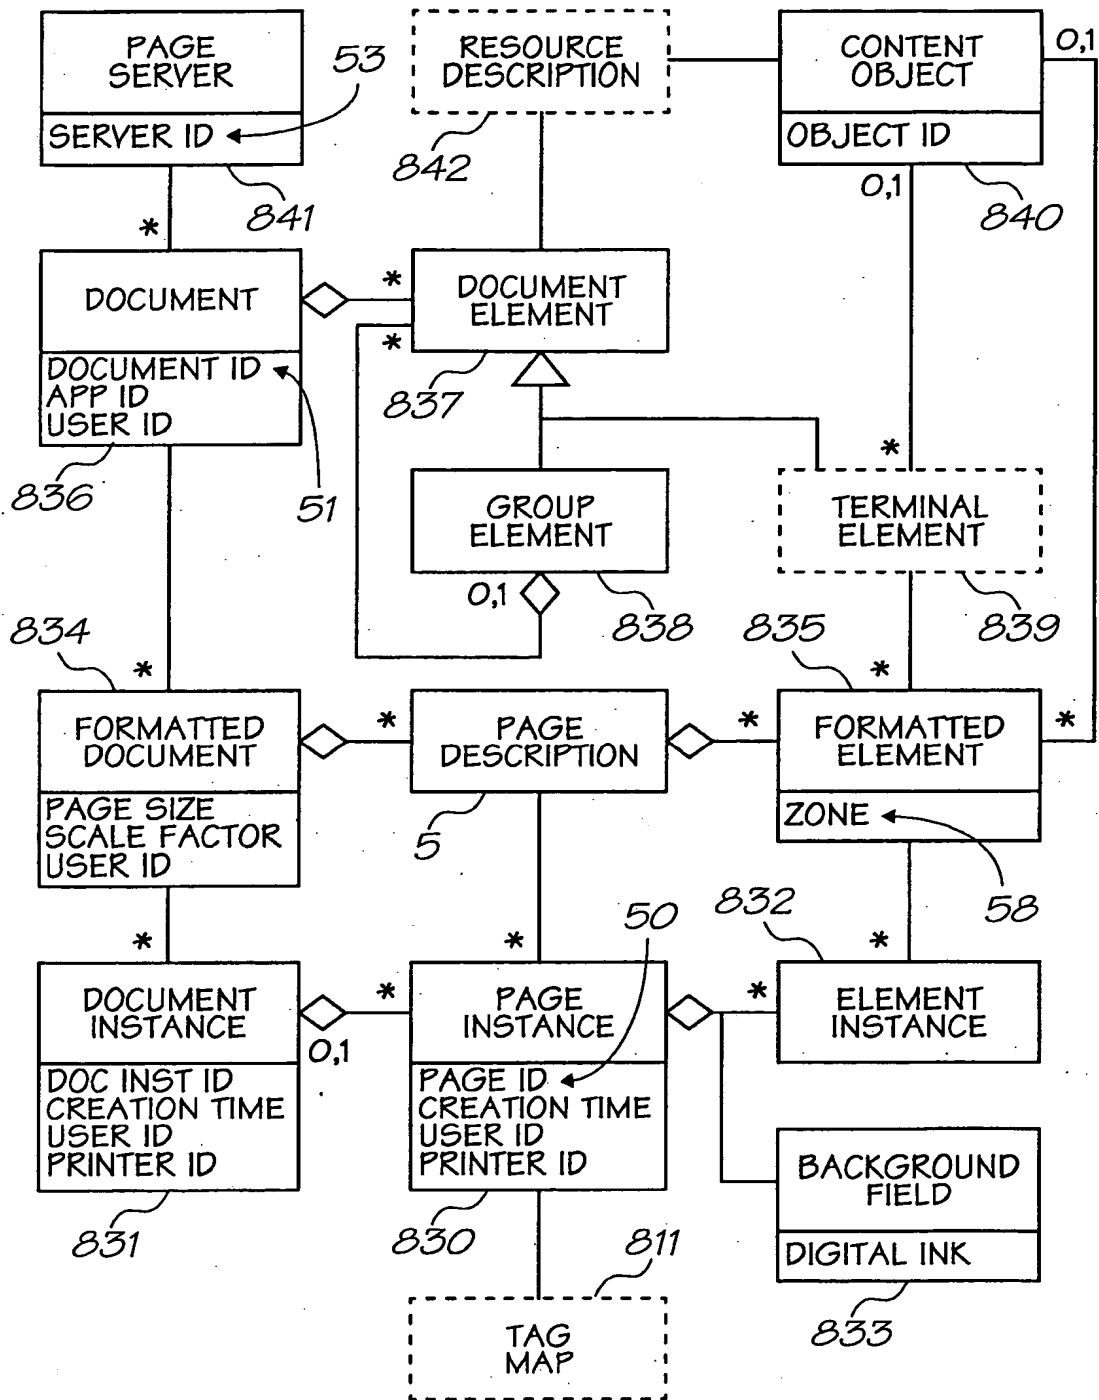 PAGE
SERVER
SERVER ID
53
841
*
RESOURCE
DESCRIPTION
842
CONTENT
OBJECT
OBJECT ID
0,1
0,1
840
DOCUMENT
DOCUMENT ID
APP ID
USER ID
836
51
*
*
DOCUMENT
ELEMENT
837
GROUP
ELEMENT
0,1
838
*
TERMINAL
ELEMENT
839
834
*
FORMATTED
DOCUMENT
PAGE SIZE
SCALE FACTOR
USER ID
*
PAGE
DESCRIPTION
5
835
*
*
*
FORMATTED
ELEMENT
ZONE
58
*
DOCUMENT
INSTANCE
0,1
DOC INST ID
CREATION TIME
USER ID
PRINTER ID
831
*
*
50
PAGE
INSTANCE
PAGE ID
CREATION TIME
USER ID
PRINTER ID
830
832
*
*
ELEMENT
INSTANCE
BACKGROUND
FIELD
DIGITAL INK
833
811
TAG
MAP